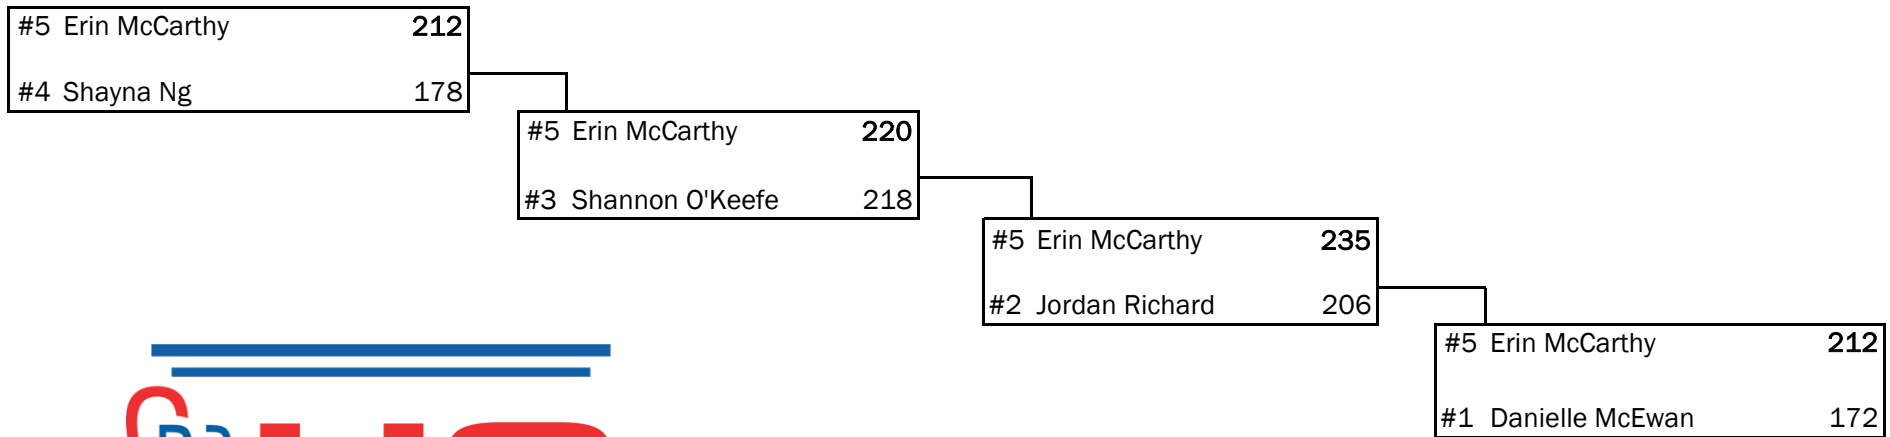 #5 Erin McCarthy 212
#4 Shayna Ng 178
#5 Erin McCarthy 220
#3 Shannon O'Keefe 218
#5 Erin McCarthy 235
#2 Jordan Richard 206
#5 Erin McCarthy 212
#1 Danielle McEwan 172